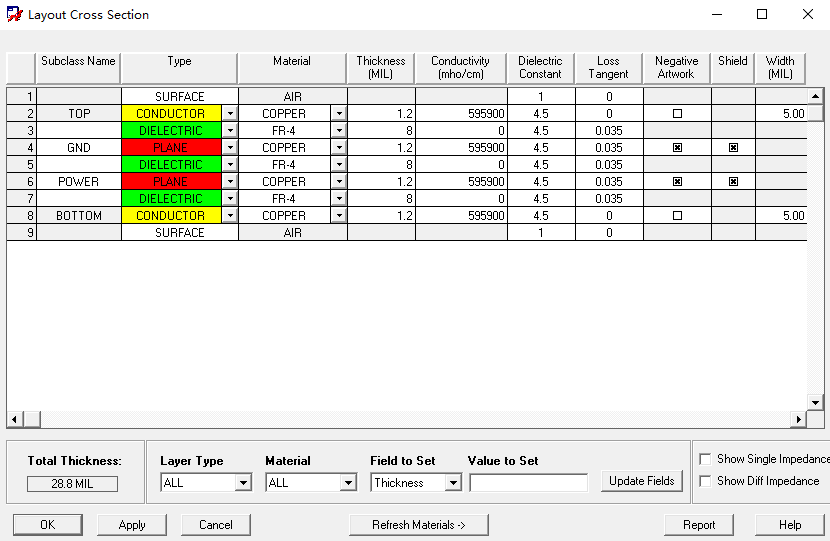 Layout Cross Section
Subclass Name Type Material Thickness (MIL) Conductivity (mho/cm) Dielectric Constant Loss Tangent Negative Artwork Shield Width (MIL)
1 SURFACE AIR 1 0
2 TOP CONDUCTOR COPPER 1.2 595900 4.5 0 5.00
3 DIELECTRIC FR-4 8 0 4.5 0.035
4 GND PLANE COPPER 1.2 595900 4.5 0.035
5 DIELECTRIC FR-4 8 0 4.5 0.035
6 POWER PLANE COPPER 1.2 595900 4.5 0.035
7 DIELECTRIC FR-4 8 0 4.5 0.035
8 BOTTOM CONDUCTOR COPPER 1.2 595900 4.5 0 5.00
9 SURFACE AIR 1 0
Total Thickness:
28.8 MIL
Layer Type Material Field to Set Value to Set
ALL ALL Thickness Update Fields
Show Single Impedance
Show Diff Impedance
OK Apply Cancel Refresh Materials -> Report Help